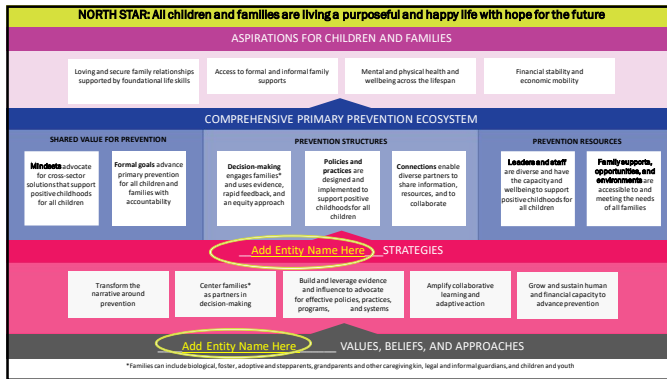 NORTH STAR: All children and families are living a purposeful and happy life with hope for the future
ASPIRATIONS FOR CHILDREN AND FAMILIES
Loving and secure family relationships
supported by foundational life skills
Access to formal and informal family
supports
Mental and physical health and
wellbeing across the lifespan
Financial stability and
economic mobility
COMPREHENSIVE PRIMARY PREVENTION ECOSYSTEM
SHARED VALUE FOR PREVENTION
Mindsets advocate
for cross-sector
solutions that support
positive childhoods
for all children
Formal goals advance
primary prevention
for all children and
families with
accountability
PREVENTION STRUCTURES
Decision-making
engages families*
and uses evidence,
rapid feedback, and
an equity approach
Policies and
practices are
designed and
implemented to
support positive
childhoods for all
children
Connections enable
diverse partners to
share information,
resources, and to
collaborate
PREVENTION RESOURCES
Leaders and staff
are diverse and have
the capacity and
wellbeing to support
positive childhoods for
all children
Family supports,
opportunities, and
environments are
accessible to and
meeting the needs
of all families
Add Entity Name Here STRATEGIES
Transform the
narrative around
prevention
Center families*
as partners in
decision-making
Build and leverage evidence
and influence to advocate
for effective policies, practices,
programs, and systems
Amplify collaborative
learning and
adaptive action
Grow and sustain human
and financial capacity to
advance prevention
Add Entity Name Here VALUES, BELIEFS, AND APPROACHES
*Families can include biological, foster, adoptive and stepparents, grandparents and other caregiving kin, legal and informal guardians, and children and youth